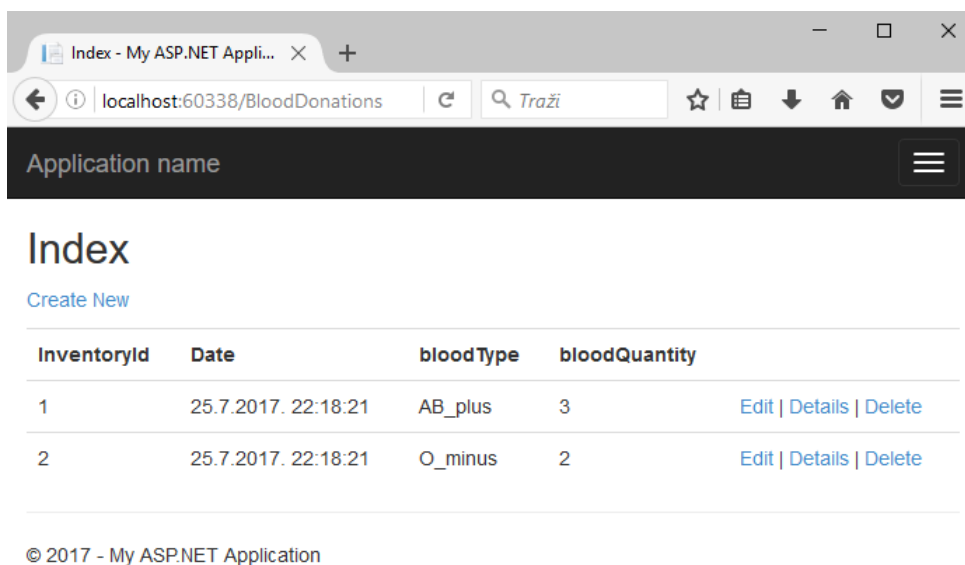 Index - My ASP.NET Appli...
localhost:60338/BloodDonations Traži
Application name
Index
Create New
InventoryId Date bloodType bloodQuantity
1 25.7.2017. 22:18:21 AB_plus 3 Edit | Details | Delete
2 25.7.2017. 22:18:21 O_minus 2 Edit | Details | Delete
© 2017 - My ASP.NET Application